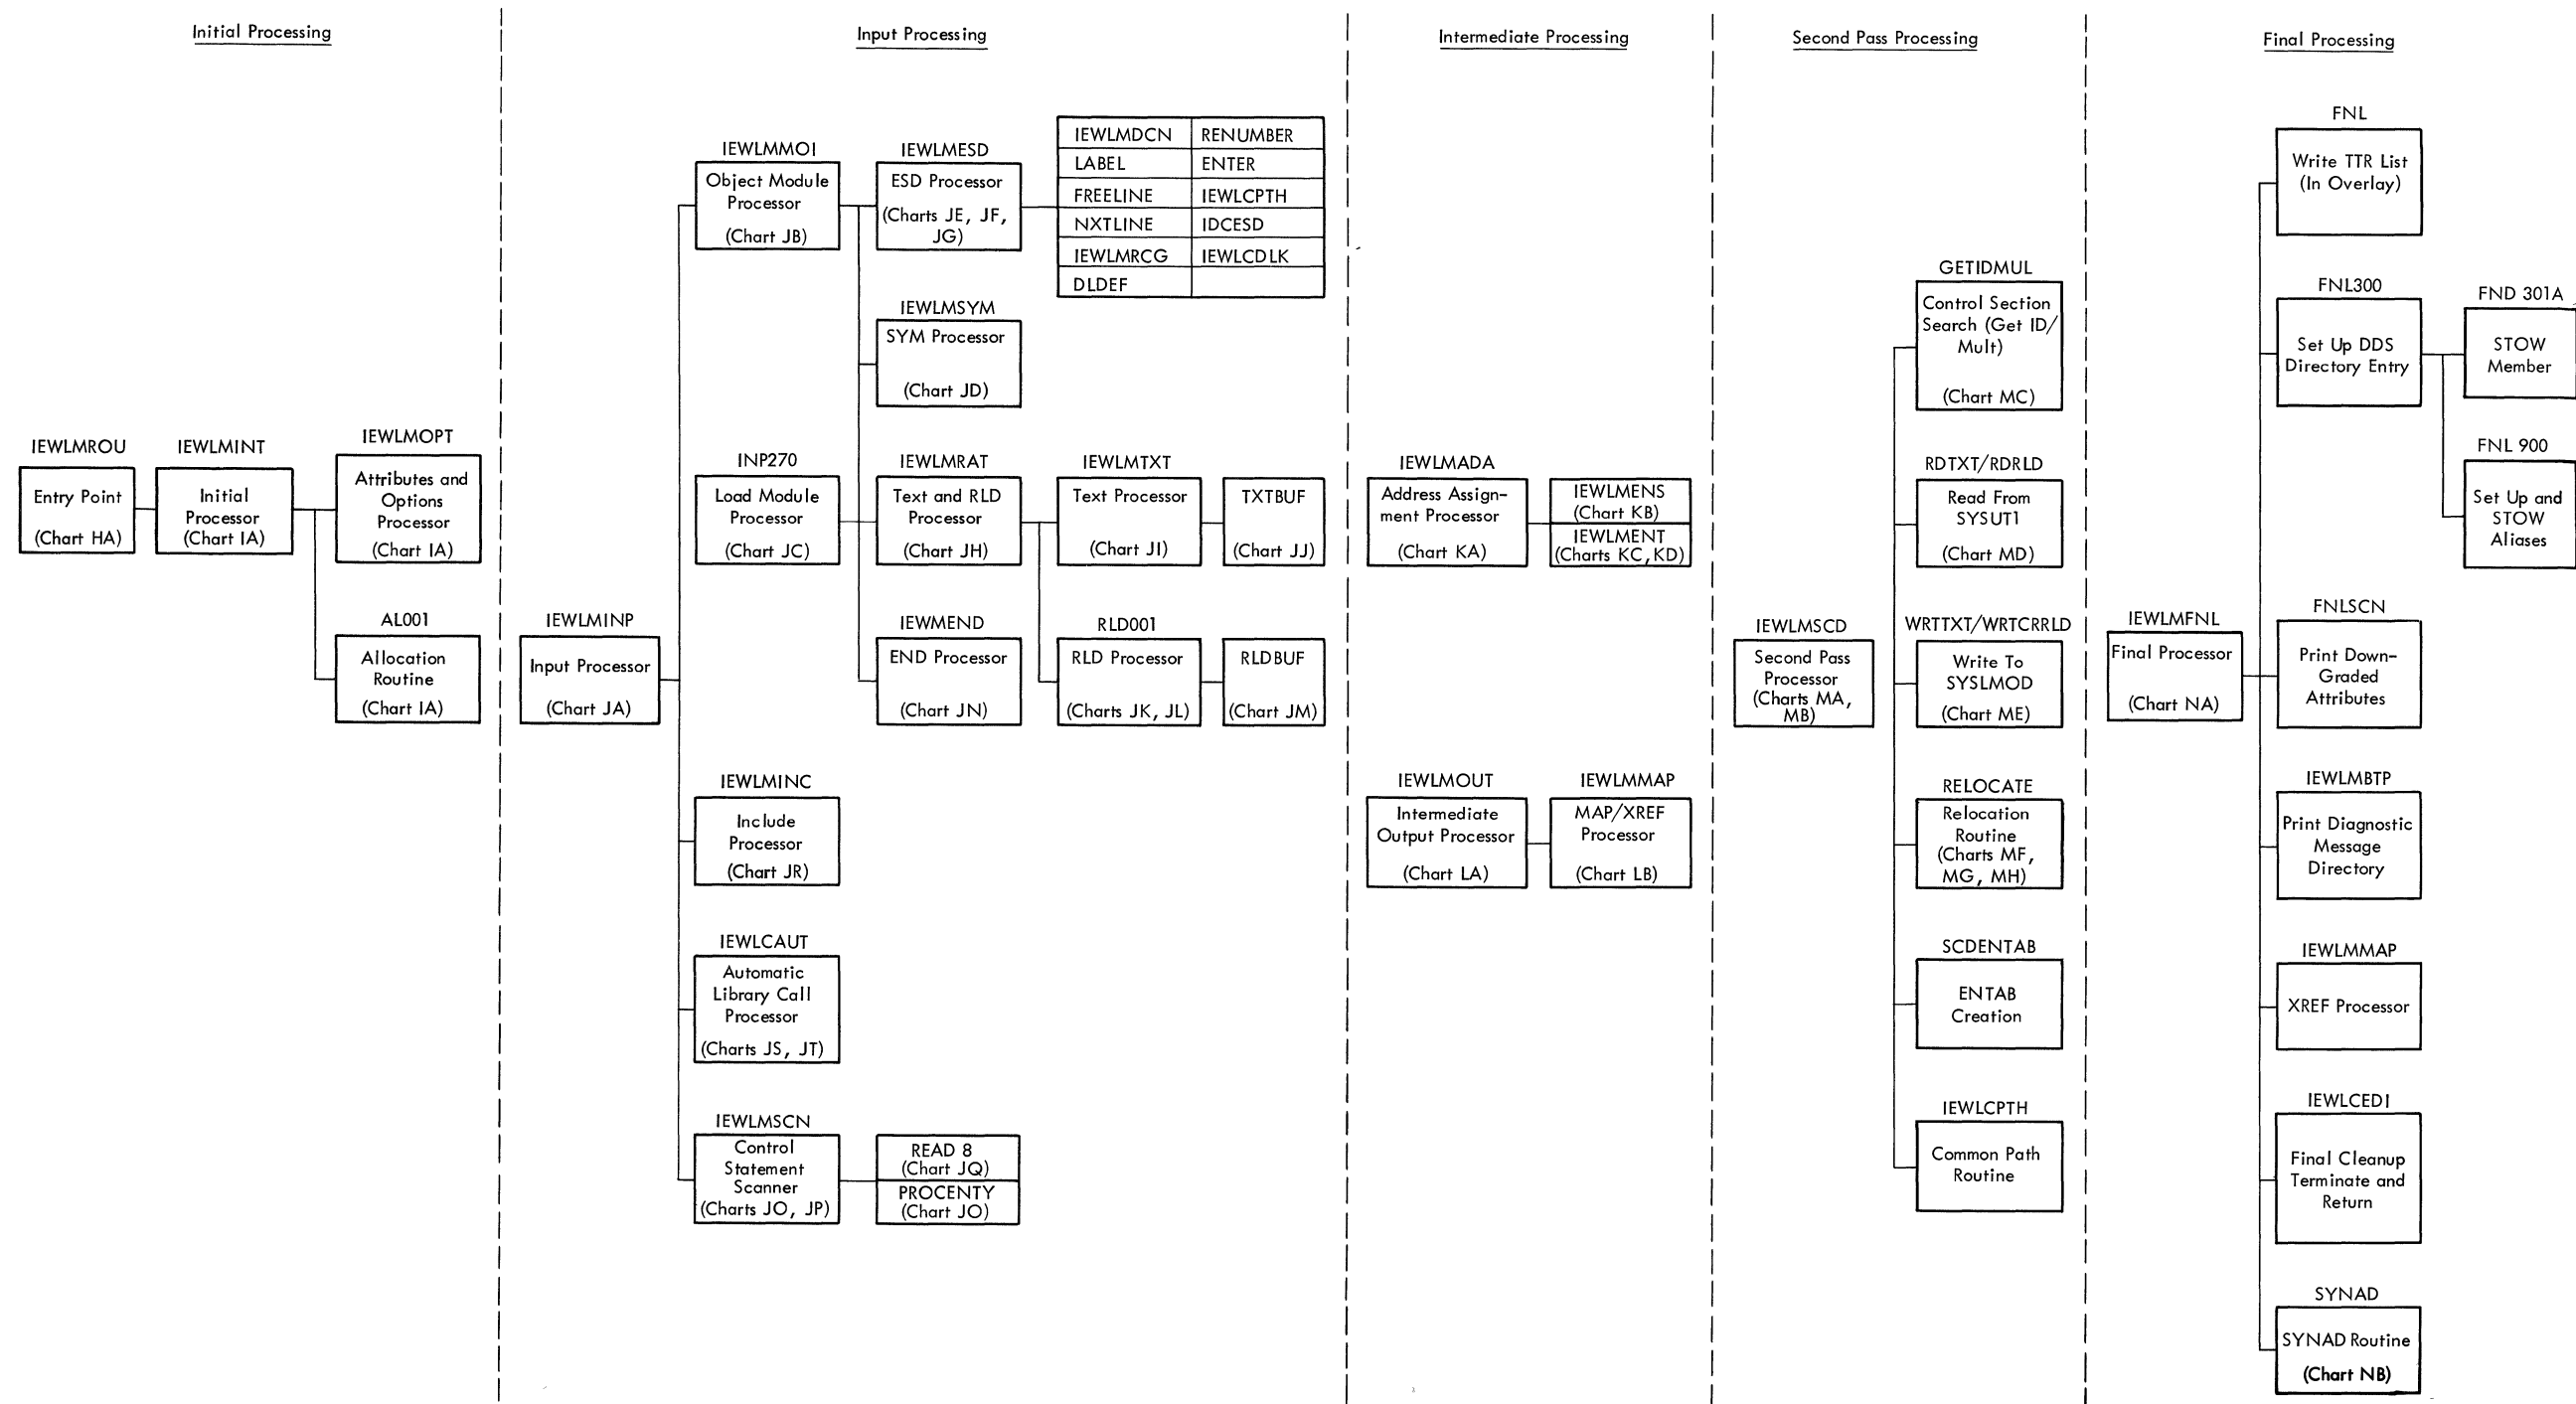 Initial Processing
IEWLMROU
Entry Point
(Chart HA)
IEWLMINT
Initial
Processor
(Chart IA)
IEWLMOPT
Attributes and
Options
Processor
(Chart IA)
AL001
Allocation
Routine
(Chart IA)
Input Processing
IEWLMINP
Input Processor
(Chart JA)
IEWLMMOI
Object Module
Processor
(Chart JB)
IEWLMESD
ESD Processor
(Charts JE, JF,
JG)
IEWLMDCN RENUMBER
LABEL ENTER
FREELINE IEWLCPTH
NXTLINE IDCESD
IEWLMRCG IEWLCDLK
DLDEF
IEWLMSYM
SYM Processor
(Chart JD)
INP270
Load Module
Processor
(Chart JC)
IEWLMRAT
Text and RLD
Processor
(Chart JH)
IEWLMTXT
Text Processor
(Chart JI)
TXTBUF
(Chart JJ)
IEWMEND
END Processor
(Chart JN)
RLD001
RLD Processor
(Charts JK, JL)
RLDBUF
(Chart JM)
IEWLMINC
Include
Processor
(Chart JR)
IEWLCAUT
Automatic
Library Call
Processor
(Charts JS, JT)
IEWLMSCN
Control
Statement
Scanner
(Charts JO, JP)
READ 8
(Chart JQ)
PROCENTY
(Chart JO)
Intermediate Processing
IEWLMADA
Address Assign-
ment Processor
(Chart KA)
IEWLMENS
(Chart KB)
IEWLMENT
(Charts KC,KD)
IEWLMOUT
Intermediate
Output Processor
(Chart LA)
IEWLMMAP
MAP/XREF
Processor
(Chart LB)
Second Pass Processing
IEWLMSCD
Second Pass
Processor
(Charts MA,
MB)
GETIDMUL
Control Section
Search (Get ID/
Mult)
(Chart MC)
RDTXT/RDRLD
Read From
SYSUT1
(Chart MD)
WRTTXT/WRTCRRLD
Write To
SYSLMOD
(Chart ME)
RELOCATE
Relocation
Routine
(Charts MF,
MG, MH)
SCDENTAB
ENTAB
Creation
IEWLCPTH
Common Path
Routine
Final Processing
IEWLMFNL
Final Processor
(Chart NA)
FNL
Write TTR List
(In Overlay)
FNL300
Set Up DDS
Directory Entry
FND 301A
STOW
Member
FNL 900
Set Up and
STOW
Aliases
FNLSCN
Print Down-
Graded
Attributes
IEWLMBTP
Print Diagnostic
Message
Directory
IEWLMMAP
XREF Processor
IEWLCEDI
Final Cleanup
Terminate and
Return
SYNAD
SYNAD Routine
(Chart NB)